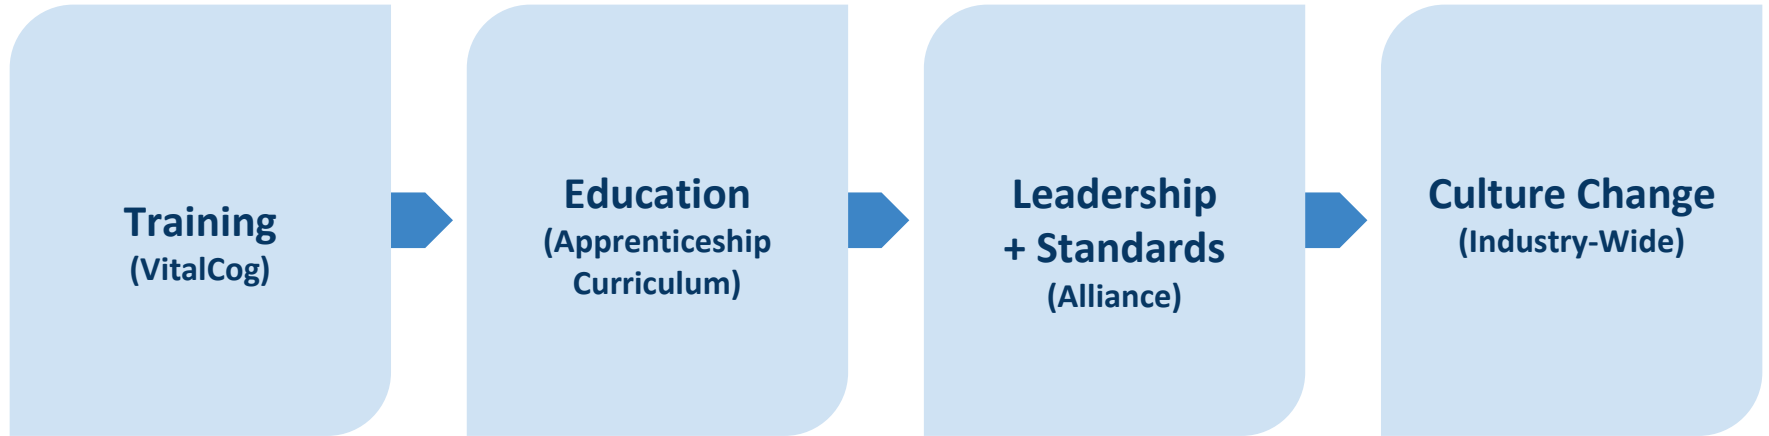 Training
(VitalCog)
Education
(Apprenticeship
Curriculum)
Leadership
+ Standards
(Alliance)
Culture Change
(Industry-Wide)